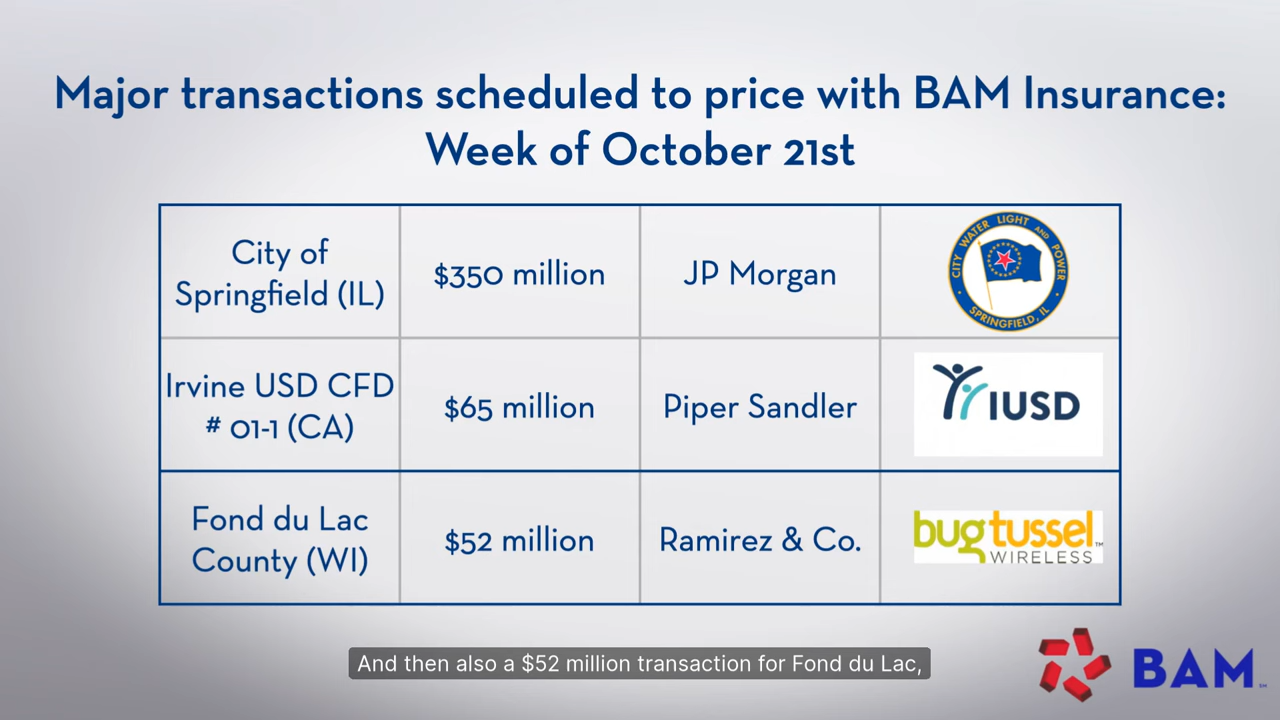 Major transactions scheduled to price with BAM Insurance:
Week of October 21st
City of
Springfield (IL)
$350 million
JP Morgan
CITY WATER LIGHT AND POWER
SPRINGFIELD, IL
Irvine USD CFD
# 01-1 (CA)
$65 million
Piper Sandler
IUSD
Fond du Lac
County (WI)
$52 million
Ramirez & Co.
bugtussel™
WIRELESS
And then also a $52 million transaction for Fond du Lac,
BAM℠